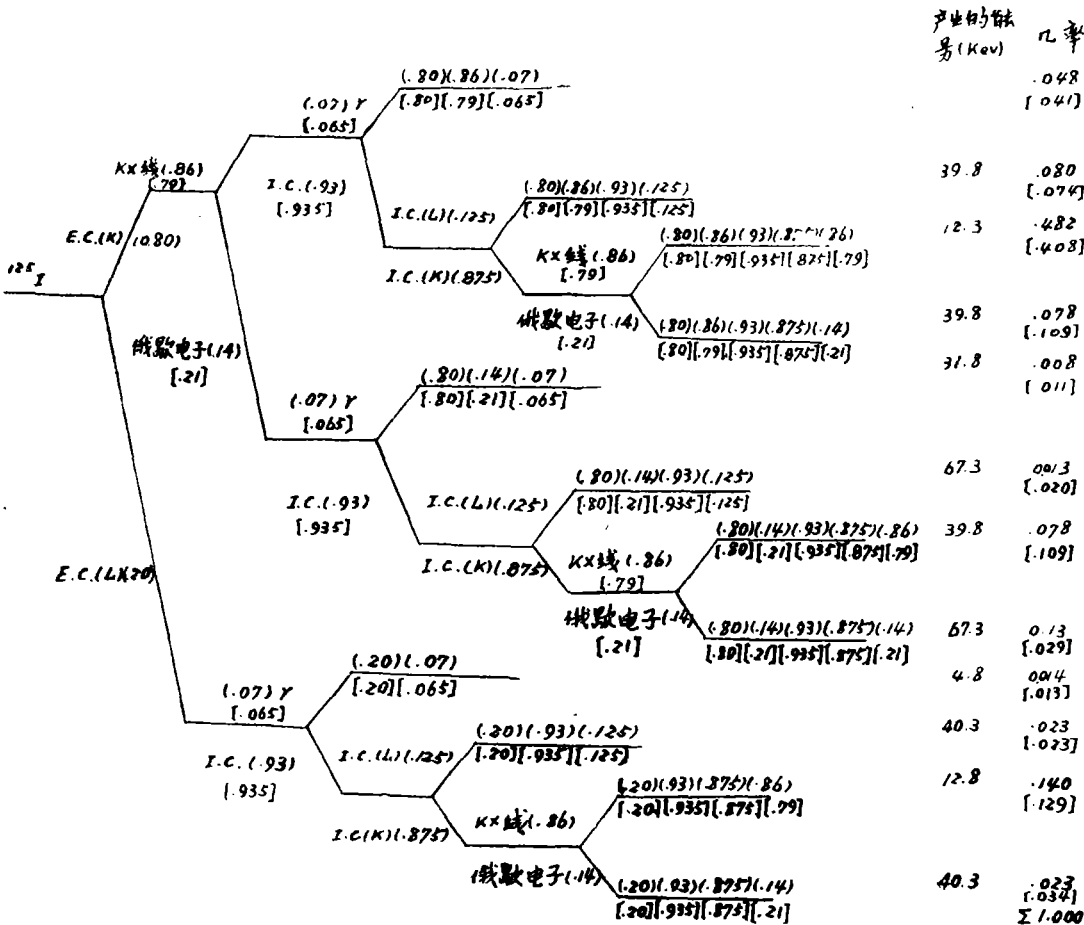 产生的能 几率
量(Kev)
(.80)(.86)(.07) .048
(.07)γ [.80][.79][.065] [.041]
[.065]
KX线(.86) 39.8 .080
[.79] I.C.(.93) (.80)(.86)(.93)(.125) [.074]
[.935] I.C.(L)(.125) [.80][.79][.935][.125]
E.C.(K)(0.80) (.80)(.86)(.93)(.875)(.86) 12.3 .482
KX线(.86) [.80][.79][.935][.875][.79] [.408]
I.C.(K)(.875) [.79]
125I
俄歇电子(.14) (.80)(.86)(.93)(.875)(.14) 39.8 .078
[.21] [.80][.79][.935][.875][.21] [.109]
俄歇电子(.14) 31.8 .008
[.21] (.80)(.14)(.07) [.011]
(.07)γ [.80][.21][.065]
[.065]
(.80)(.14)(.93)(.125) 67.3 0.013
I.C.(.93) I.C.(L)(.125) [.80][.21][.935][.125] [.020]
[.935] (.80)(.14)(.93)(.875)(.86) 39.8 .078
I.C.(K)(.875) KX线(.86) [.80][.21][.935][.875][.79] [.109]
E.C.(L)(.20) [.79]
俄歇电子(.14) (.80)(.14)(.93)(.875)(.14) 67.3 0.13
[.21] [.80][.21][.935][.875][.21] [.029]
(.20)(.07) 4.8 0.014
(.07)γ [.20][.065] [.013]
[.065]
(.20)(.93)(.125) 40.3 .023
I.C.(.93) I.C.(L)(.125) [.20][.935][.125] [.023]
[.935] (.20)(.93)(.875)(.86) 12.8 .140
KX线(.86) [.20][.935][.875][.79] [.129]
I.C(K)(.875)
俄歇电子(.14) (.20)(.93)(.875)(.14) 40.3 .023
[.20][.935][.875][.21] [.034]
Σ1.000